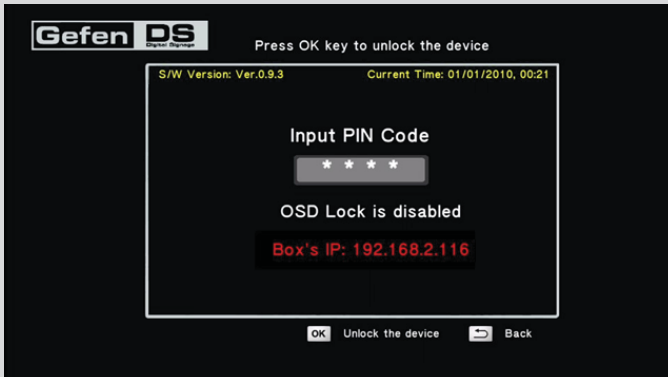 Gefen DS
Digital Signage
Press OK key to unlock the device
S/W Version: Ver.0.9.3 Current Time: 01/01/2010, 00:21
Input PIN Code
* * * *
OSD Lock is disabled
Box's IP: 192.168.2.116
OK Unlock the device Back